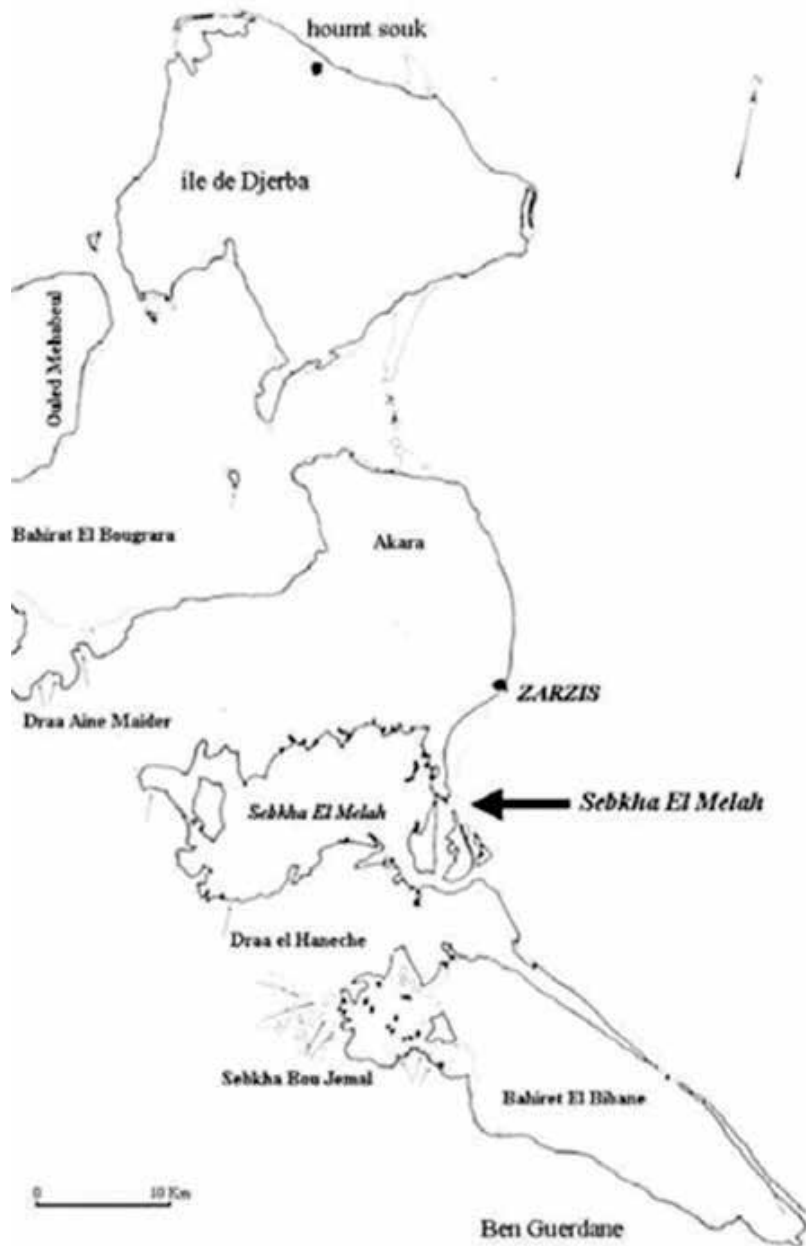 houmt souk
N
île de Djerba
Ouled Mehabeul
Bahirat El Bougrara
Akara
ZARZIS
Draa Aine Maider
Sebkha El Melah
Sebkha El Melah
Draa el Haneche
Sebkha Bou Jemal
Bahiret El Bibane
0 10 Km
Ben Guerdane